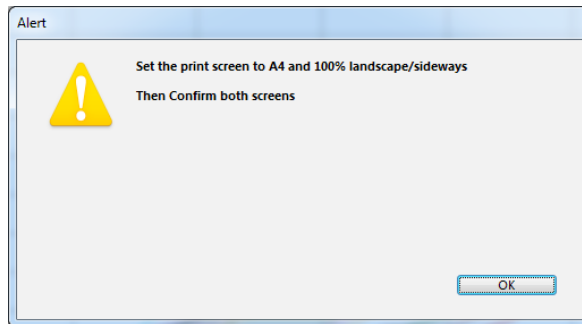 Alert
Set the print screen to A4 and 100% landscape/sideways
Then Confirm both screens
OK